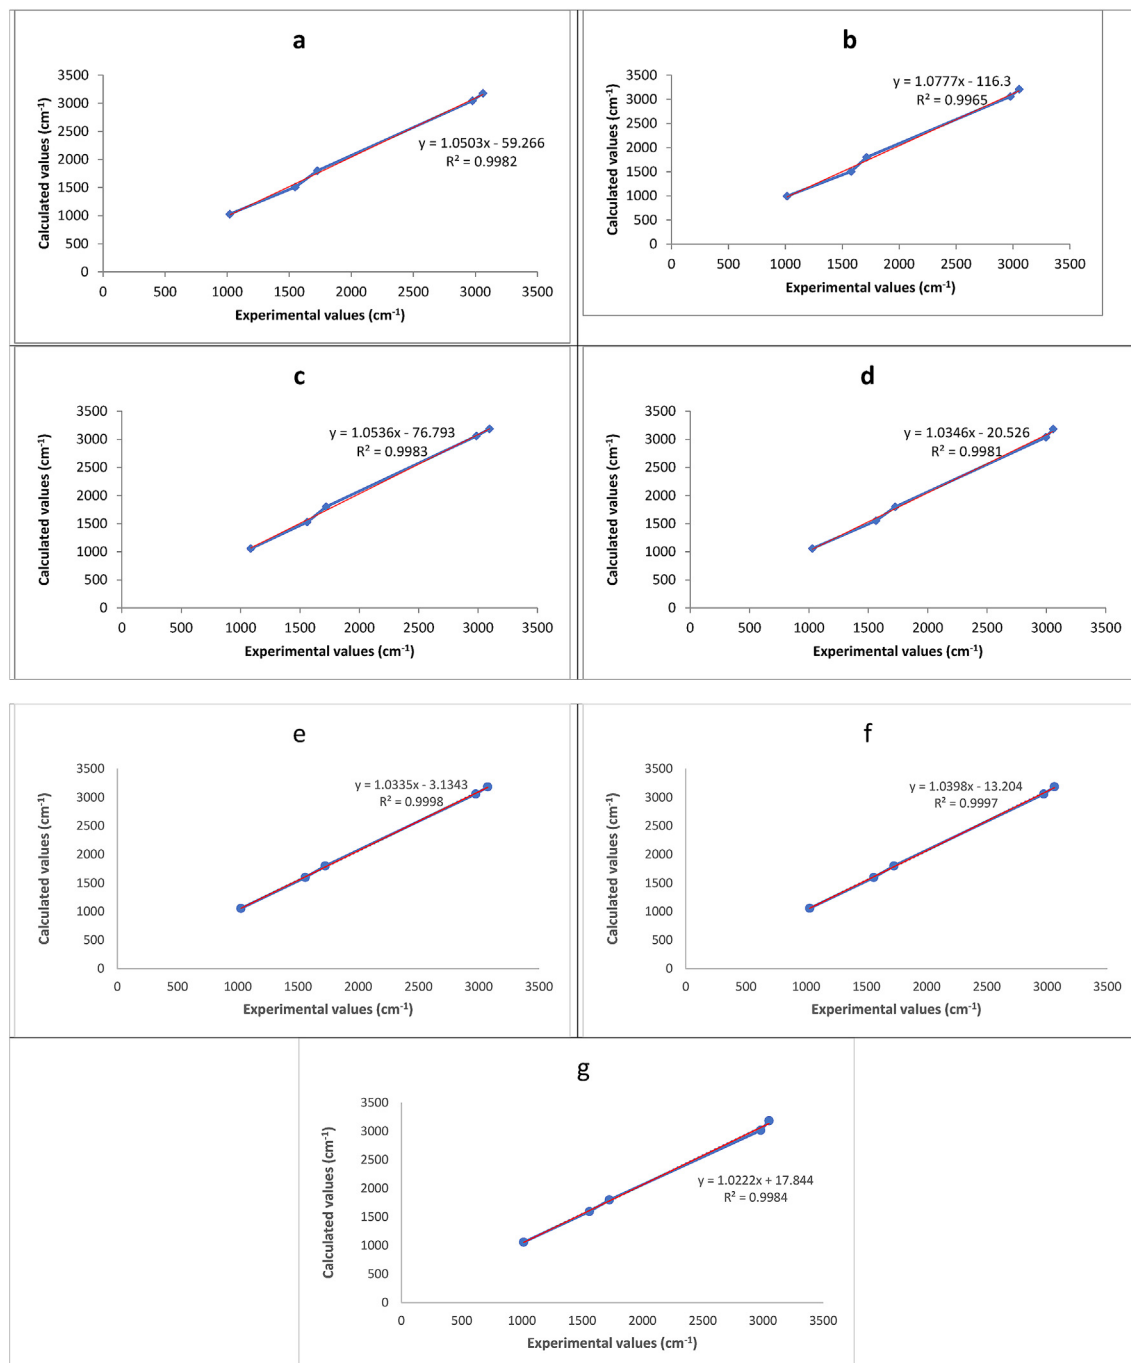 a
3500
3000
2500
2000
1500
1000
500
0
Calculated values (cm⁻¹)
y = 1.0503x - 59.266
R² = 0.9982
0 500 1000 1500 2000 2500 3000 3500
Experimental values (cm⁻¹)
b
3500
3000
2500
2000
1500
1000
500
0
Calculated values (cm⁻¹)
y = 1.0777x - 116.3
R² = 0.9965
0 500 1000 1500 2000 2500 3000 3500
Experimental values (cm⁻¹)
c
3500
3000
2500
2000
1500
1000
500
0
Calculated values (cm⁻¹)
y = 1.0536x - 76.793
R² = 0.9983
0 500 1000 1500 2000 2500 3000 3500
Experimental values (cm⁻¹)
d
3500
3000
2500
2000
1500
1000
500
0
Calculated values (cm⁻¹)
y = 1.0346x - 20.526
R² = 0.9981
0 500 1000 1500 2000 2500 3000 3500
Experimental values (cm⁻¹)
e
3500
3000
2500
2000
1500
1000
500
0
Calculated values (cm⁻¹)
y = 1.0335x - 3.1343
R² = 0.9998
0 500 1000 1500 2000 2500 3000 3500
Experimental values (cm⁻¹)
f
3500
3000
2500
2000
1500
1000
500
0
Calculated values (cm⁻¹)
y = 1.0398x - 13.204
R² = 0.9997
0 500 1000 1500 2000 2500 3000 3500
Experimental values (cm⁻¹)
g
3500
3000
2500
2000
1500
1000
500
0
Calculated values (cm⁻¹)
y = 1.0222x + 17.844
R² = 0.9984
0 500 1000 1500 2000 2500 3000 3500
Experimental values (cm⁻¹)